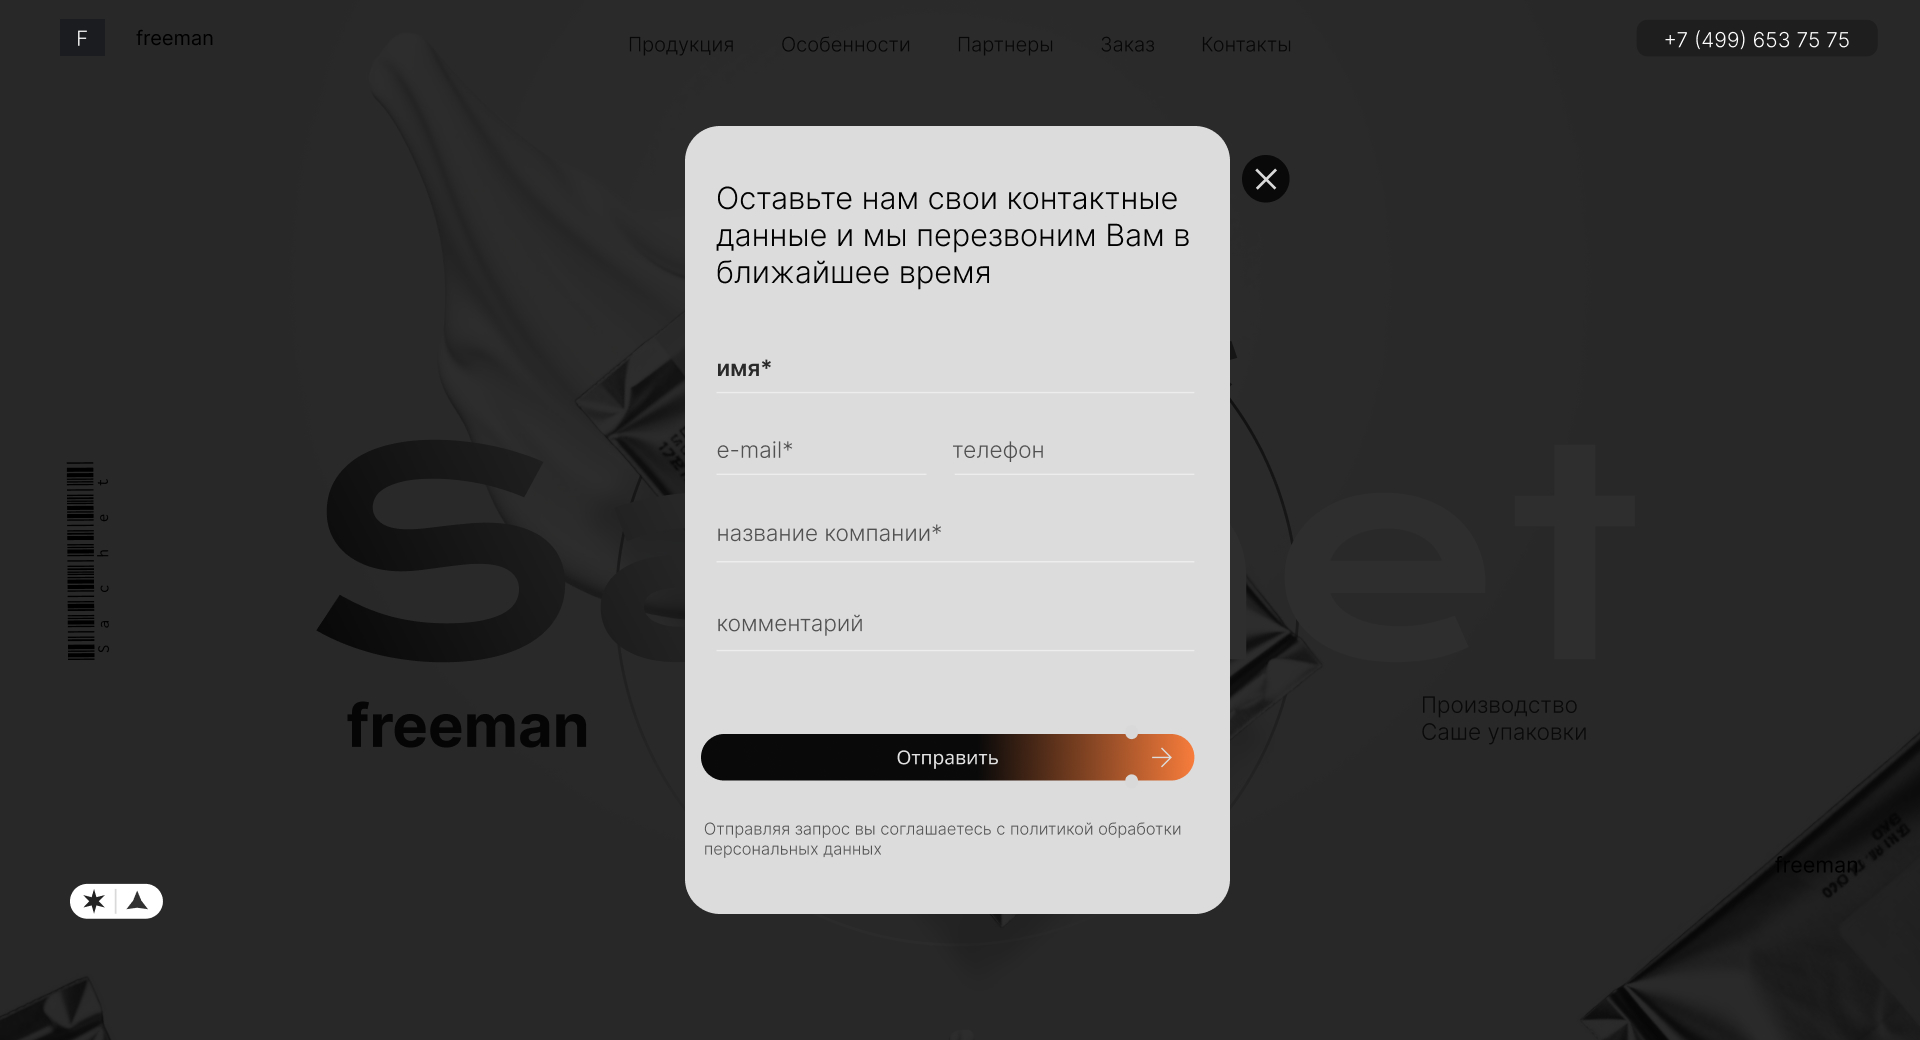 F
freeman
Продукция
Особенности
Партнеры
Заказ
Контакты
+7 (499) 653 75 75
Оставьте нам свои контактные
данные и мы перезвоним Вам в
ближайшее время
имя*
e-mail*
телефон
название компании*
комментарий
Отправить
Отправляя запрос вы соглашаетесь с политикой обработки
персональных данных
Sachet
Sa et
freeman
Производство
Саше упаковки
freeman